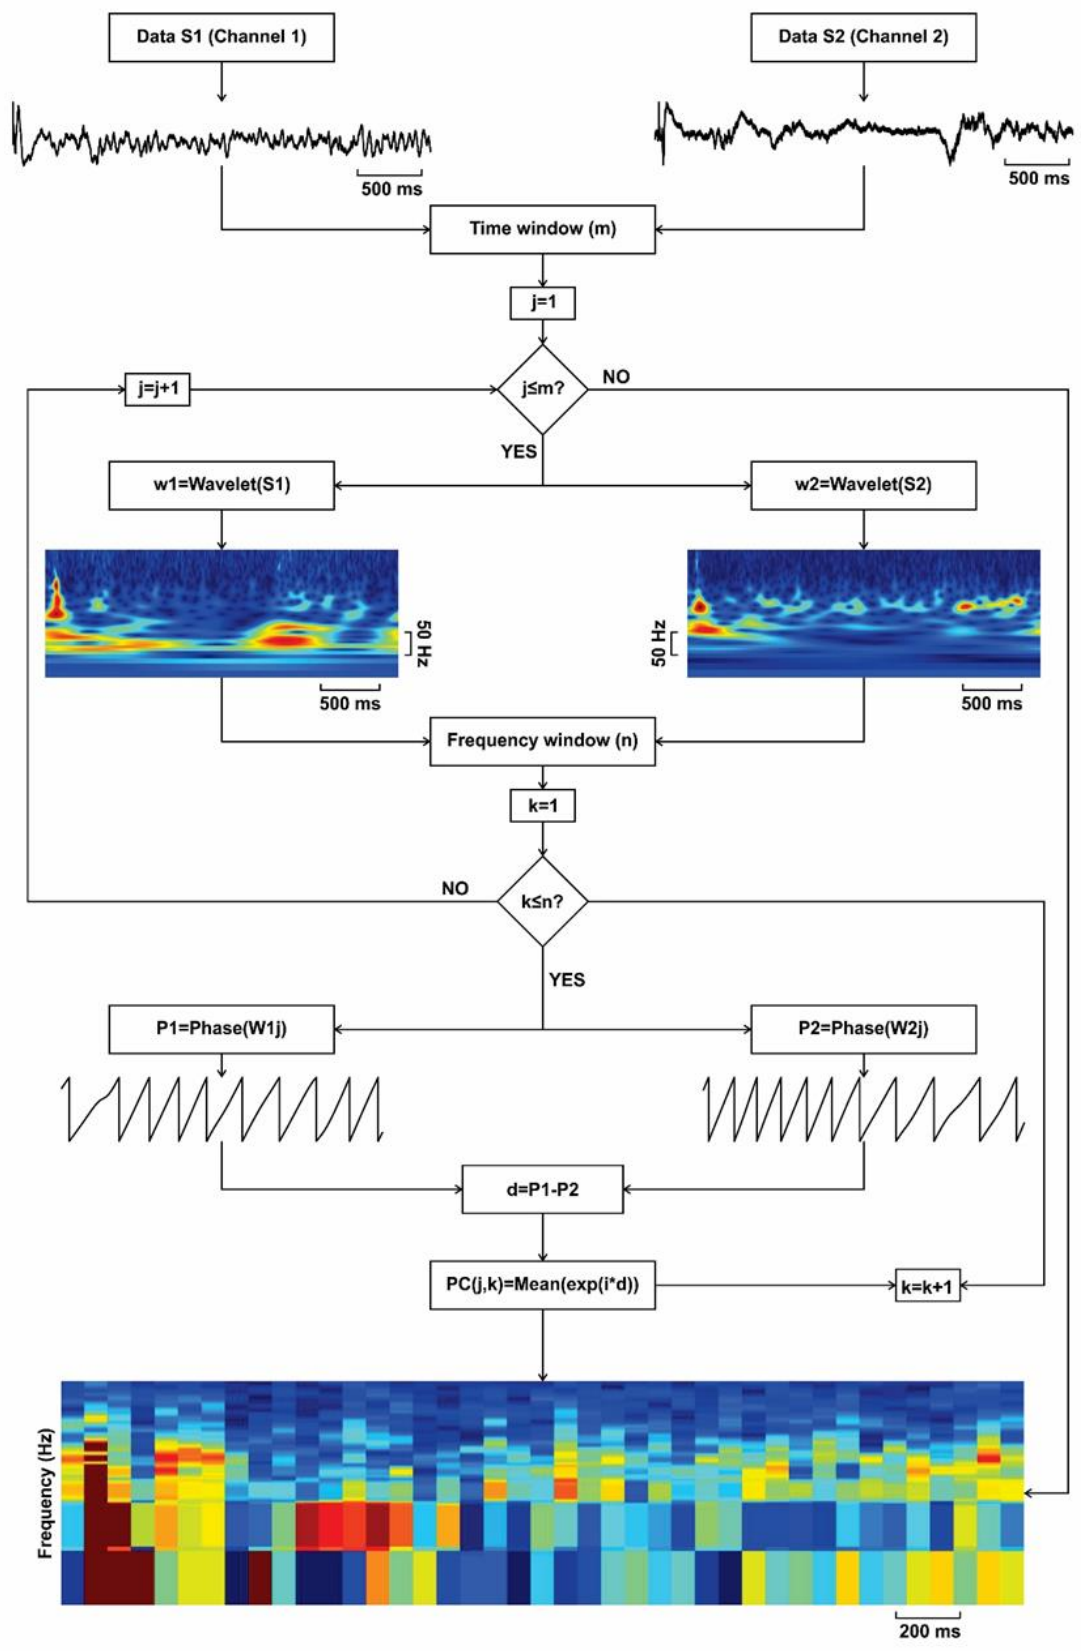 Data S1 (Channel 1)
Data S2 (Channel 2)
500 ms
500 ms
Time window (m)
j=1
j=j+1
j≤m?
NO
YES
w1=Wavelet(S1)
w2=Wavelet(S2)
50 Hz
50 Hz
500 ms
500 ms
Frequency window (n)
k=1
NO
k≤n?
YES
P1=Phase(W1j)
P2=Phase(W2j)
d=P1-P2
PC(j,k)=Mean(exp(i*d))
k=k+1
Frequency (Hz)
200 ms